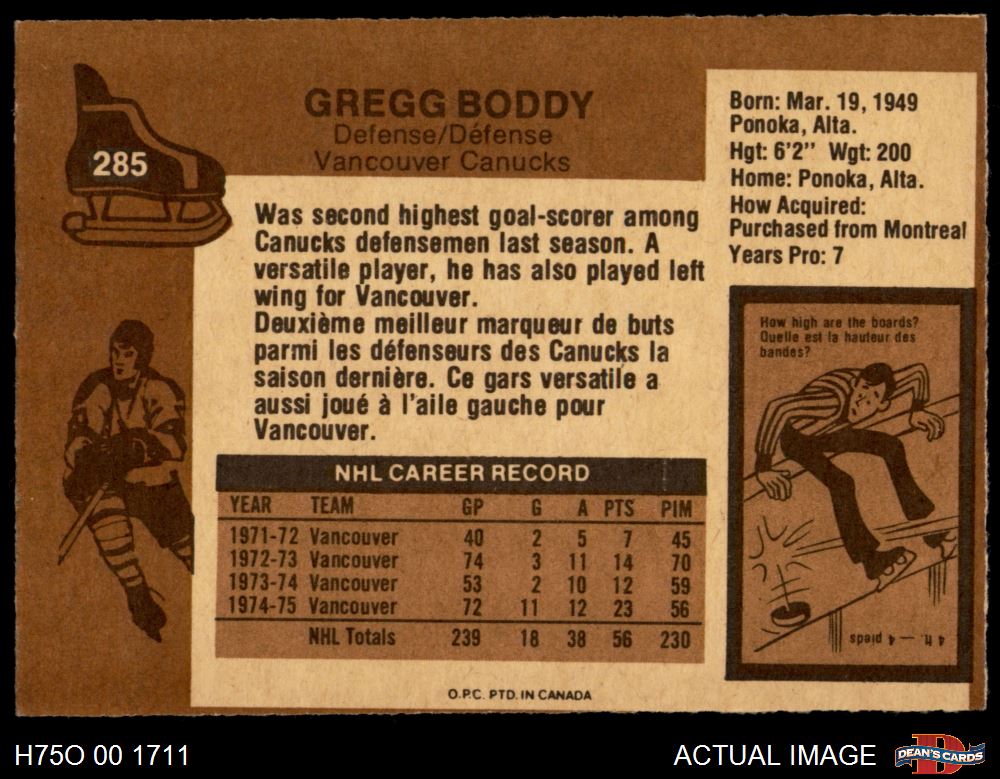 285
GREGG BODDY
Defense/Défense
Vancouver Canucks
Born: Mar. 19, 1949
Ponoka, Alta.
Hgt: 6'2" Wgt: 200
Home: Ponoka, Alta.
How Acquired:
Purchased from Montreal
Years Pro: 7
Was second highest goal-scorer among
Canucks defensemen last season. A
versatile player, he has also played left
wing for Vancouver.
Deuxième meilleur marqueur de buts
parmi les défenseurs des Canucks la
saison dernière. Ce gars versatile a
aussi joué à l'aile gauche pour
Vancouver.
How high are the boards?
Quelle est la hauteur des
bandes?
4 ft. — 4 pieds
NHL CAREER RECORD
YEAR TEAM GP G A PTS PIM
1971-72 Vancouver 40 2 5 7 45
1972-73 Vancouver 74 3 11 14 70
1973-74 Vancouver 53 2 10 12 59
1974-75 Vancouver 72 11 12 23 56
NHL Totals 239 18 38 56 230
O.P.C. PTD. IN CANADA
H75O 00 1711
ACTUAL IMAGE
DEAN'S CARDS